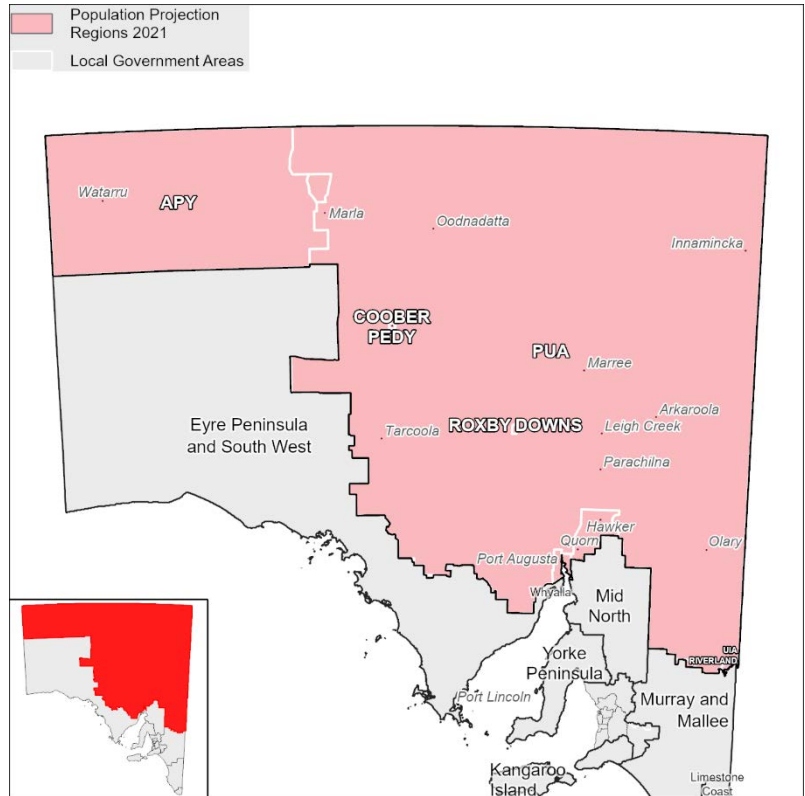 Population Projection
Regions 2021
Local Government Areas
Watarru
APY
Marla
Oodnadatta
Innamincka
COOBER
PEDY
PUA
Marree
Eyre Peninsula
and South West
Tarcoola
ROXBY DOWNS
Arkaroola
Leigh Creek
Parachilna
Hawker
Quorn
Olary
Port Augusta
Whyalla
Mid
North
UIA
RIVERLAND
Yorke
Peninsula
Port Lincoln
Murray and
Mallee
Kangaroo
Island
Limestone
Coast